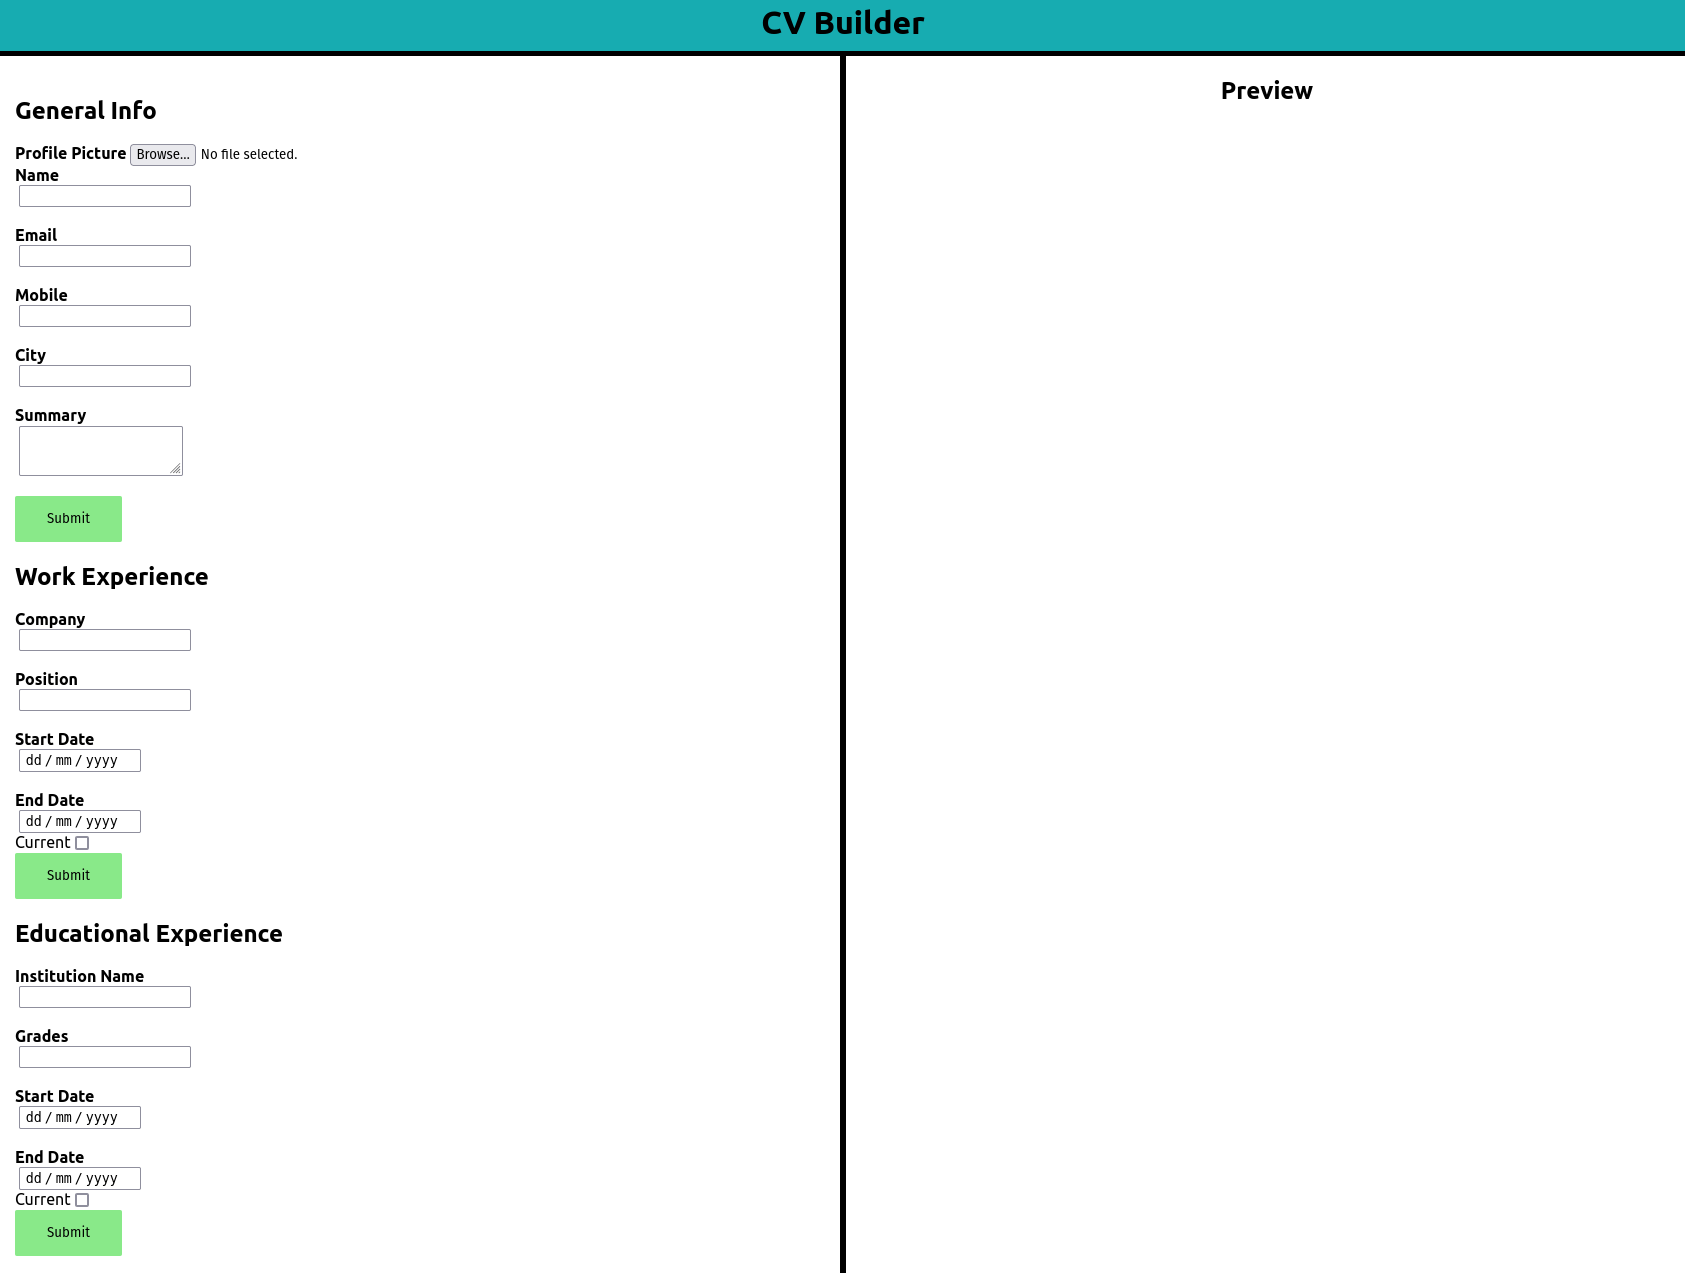 CV Builder
General Info
Profile Picture Browse... No file selected.
Name
Email
Mobile
City
Summary
Submit
Work Experience
Company
Position
Start Date
dd / mm / yyyy
End Date
dd / mm / yyyy
Current
Submit
Educational Experience
Institution Name
Grades
Start Date
dd / mm / yyyy
End Date
dd / mm / yyyy
Current
Submit
Preview